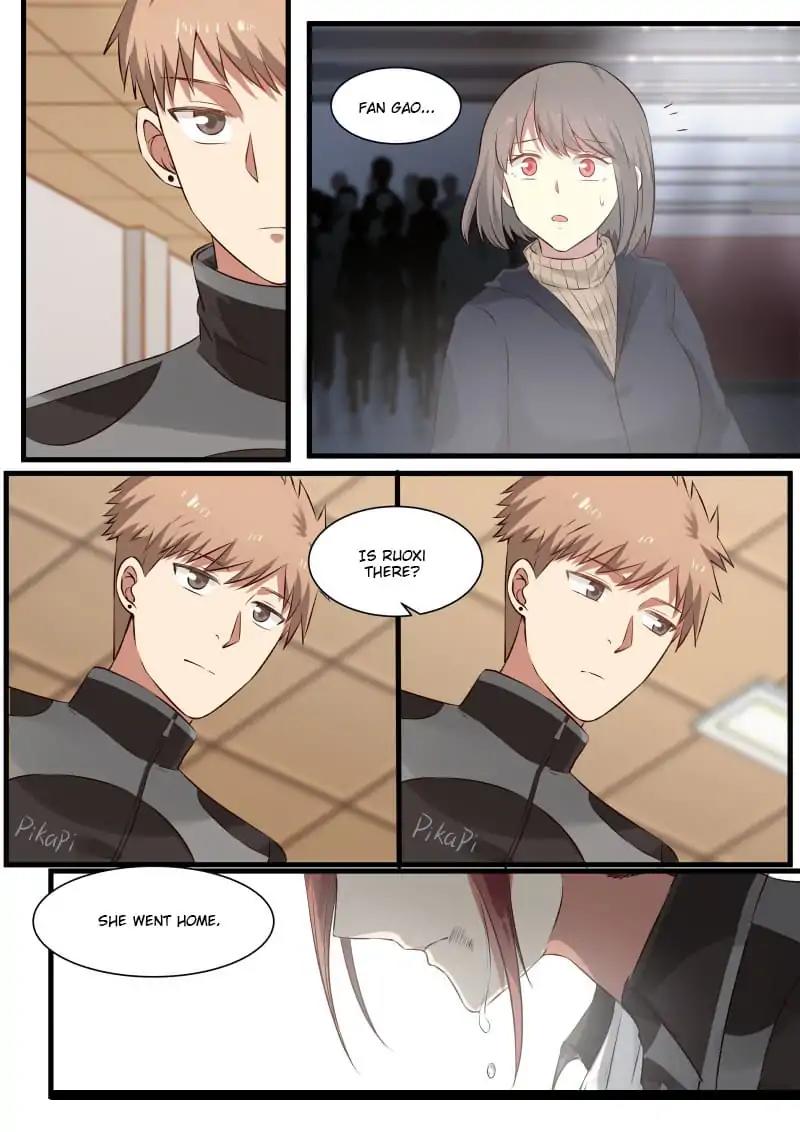 FAN GAO...
IS RUOXI
THERE?
PikaPi
PikaPi
SHE WENT HOME.